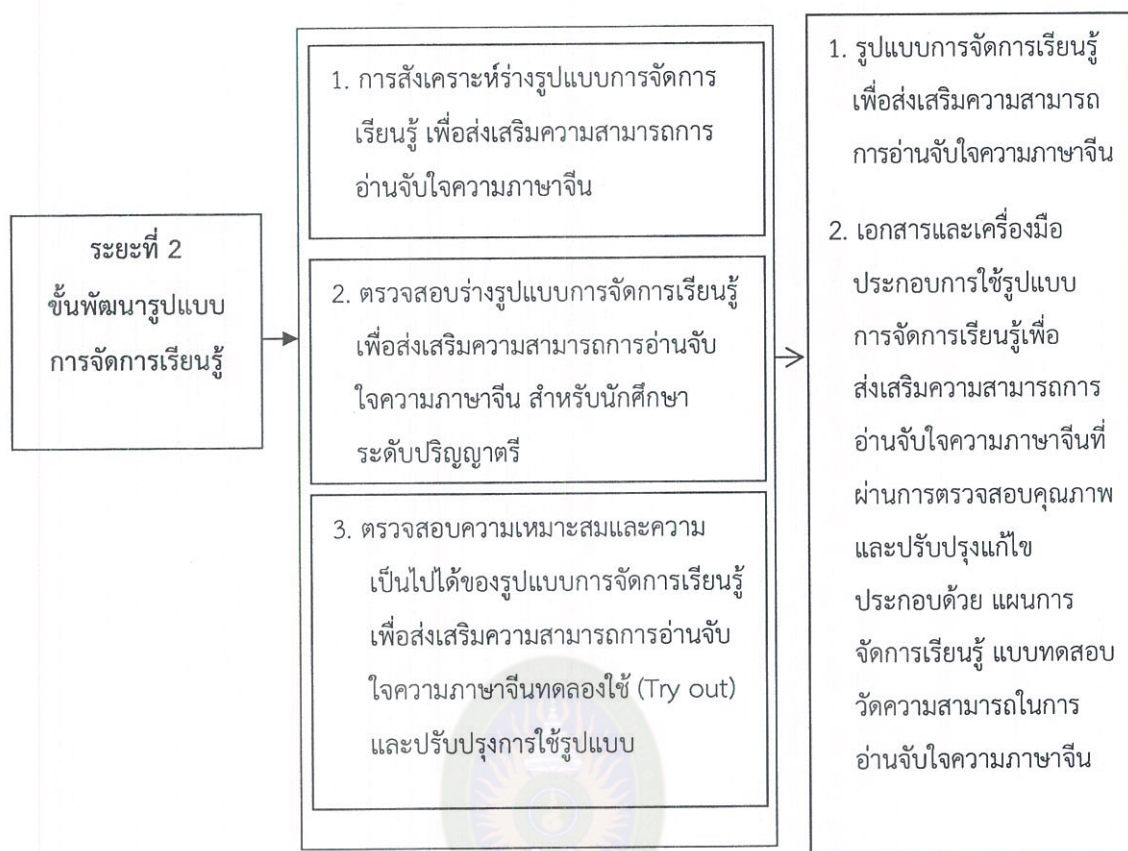 ระยะที่ 2
ขั้นพัฒนารูปแบบ
การจัดการเรียนรู้
1. การสังเคราะห์ร่างรูปแบบการจัดการ
เรียนรู้ เพื่อส่งเสริมความสามารถการ
อ่านจับใจความภาษาจีน
2. ตรวจสอบร่างรูปแบบการจัดการเรียนรู้
เพื่อส่งเสริมความสามารถการอ่านจับ
ใจความภาษาจีน สำหรับนักศึกษา
ระดับปริญญาตรี
3. ตรวจสอบความเหมาะสมและความ
เป็นไปได้ของรูปแบบการจัดการเรียนรู้
เพื่อส่งเสริมความสามารถการอ่านจับ
ใจความภาษาจีนทดลองใช้ (Try out)
และปรับปรุงการใช้รูปแบบ
1. รูปแบบการจัดการเรียนรู้
เพื่อส่งเสริมความสามารถ
การอ่านจับใจความภาษาจีน
2. เอกสารและเครื่องมือ
ประกอบการใช้รูปแบบ
การจัดการเรียนรู้เพื่อ
ส่งเสริมความสามารถการ
อ่านจับใจความภาษาจีนที่
ผ่านการตรวจสอบคุณภาพ
และปรับปรุงแก้ไข
ประกอบด้วย แผนการ
จัดการเรียนรู้ แบบทดสอบ
วัดความสามารถในการ
อ่านจับใจความภาษาจีน